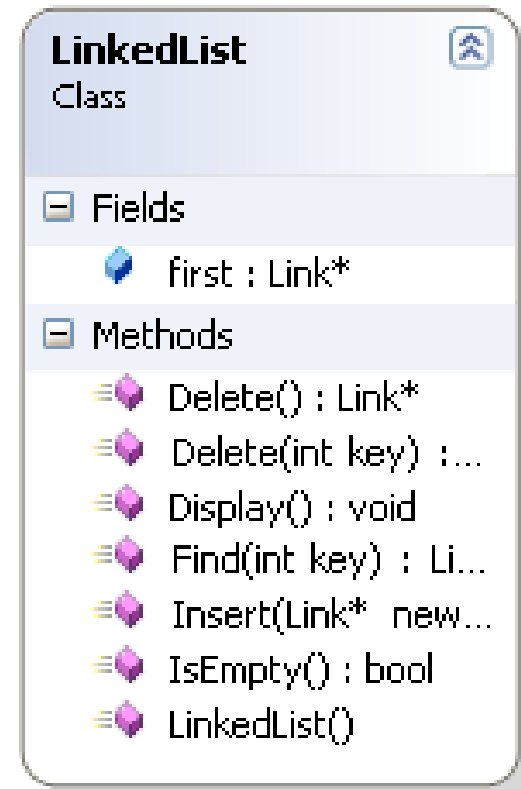 LinkedList
Class
Fields
first : Link*
Methods
Delete() : Link*
Delete(int key) :...
Display() : void
Find(int key) : Li...
Insert(Link* new...
IsEmpty() : bool
LinkedList()